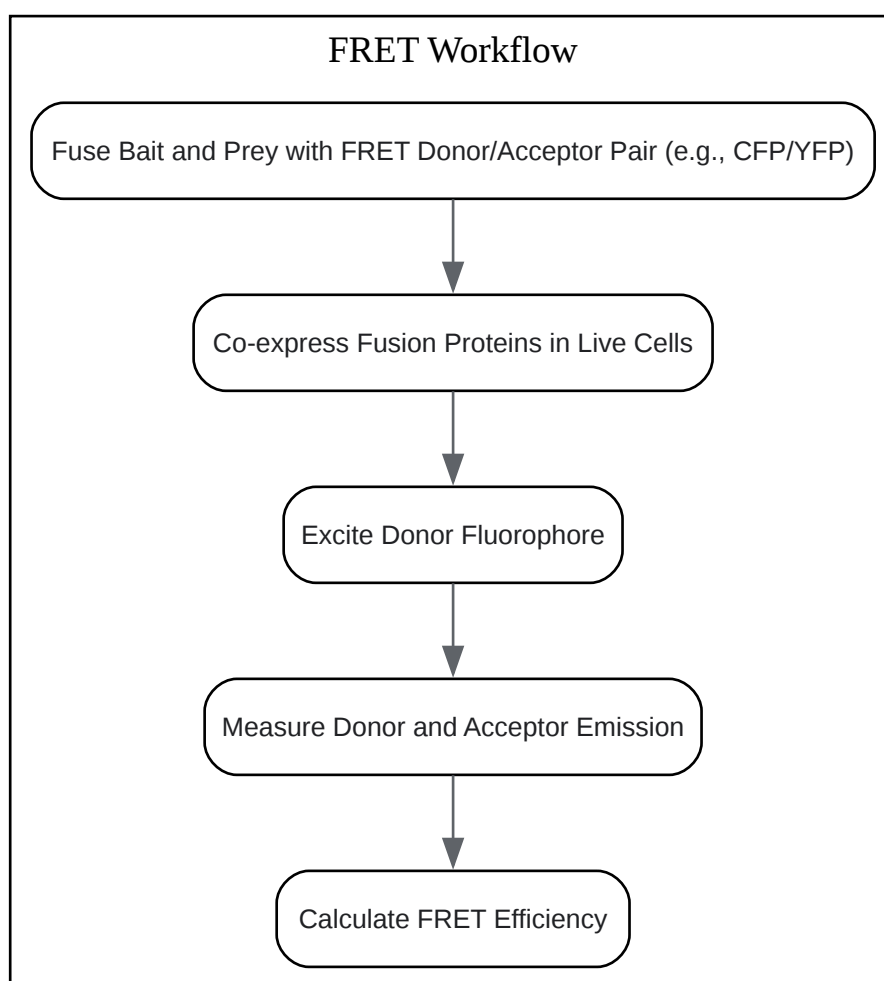 FRET Workflow
Fuse Bait and Prey with FRET Donor/Acceptor Pair (e.g., CFP/YFP)
Co-express Fusion Proteins in Live Cells
Excite Donor Fluorophore
Measure Donor and Acceptor Emission
Calculate FRET Efficiency